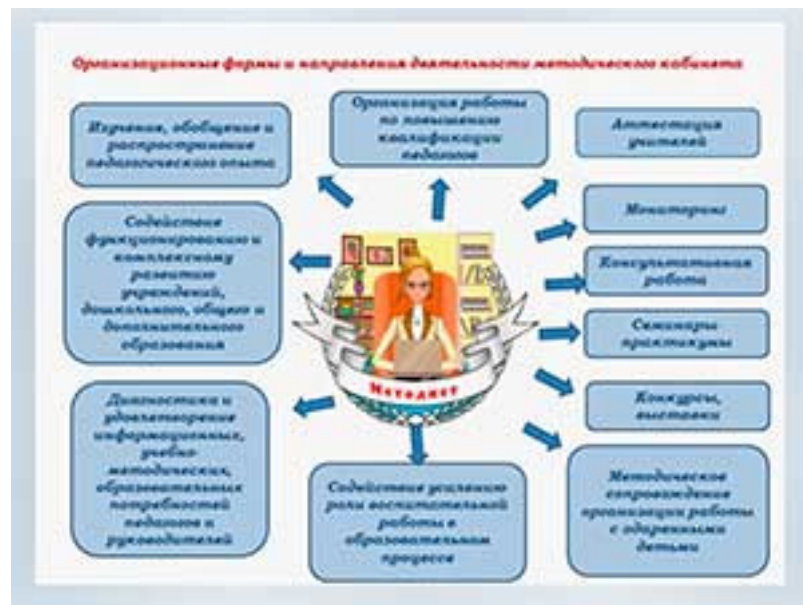 Организационные формы и направления деятельности методического кабинета
Изучение, обобщение и
распространение
педагогического опыта
Организация работы
по повышению
квалификации
педагогов
Аттестация
учителей
Содействие
функционированию и
комплексному
развитию
учреждений,
дошкольного, общего и
дополнительного
образования
Мониторинг
Консультативная
работа
Семинары
практикумы
Методист
Диагностика и
удовлетворение
информационных,
учебно-
методических,
образовательных
потребностей
педагогов и
руководителей
Содействие усилению
роли воспитательной
работы в
образовательном
процессе
Конкурсы,
выставки
Методическое
сопровождение
организации работы
с одаренными
детьми